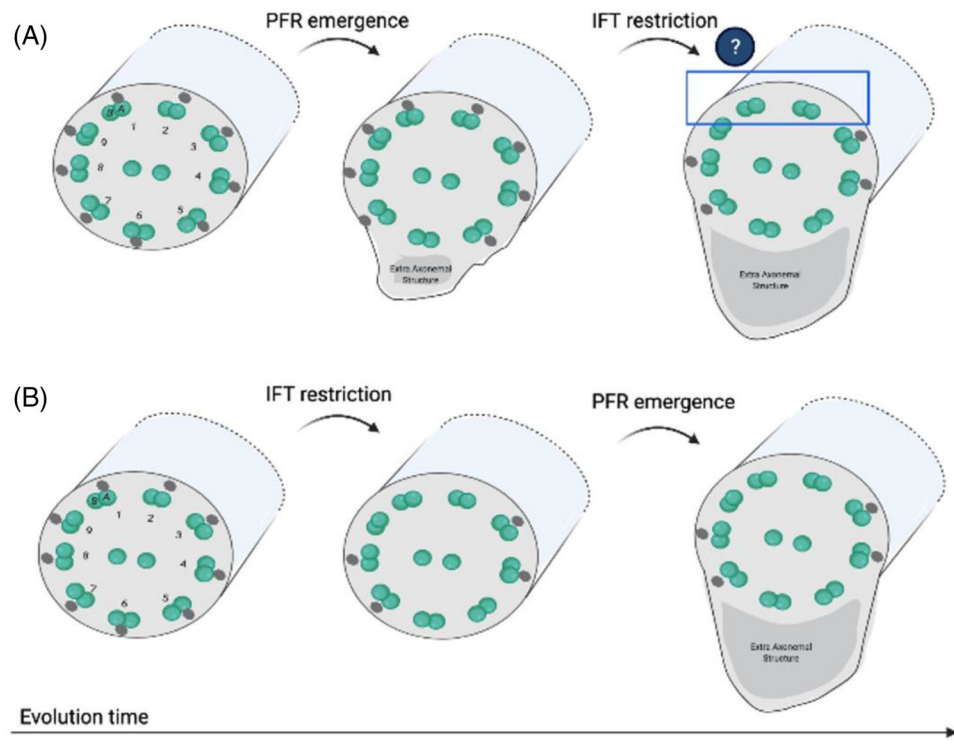 (A)
PFR emergence
IFT restriction
?
B A
1
2
3
4
5
6
7
8
9
Extra Axonemal
Structure
Extra Axonemal
Structure
(B)
IFT restriction
PFR emergence
B A
1
2
3
4
5
6
7
8
9
Extra Axonemal
Structure
Evolution time